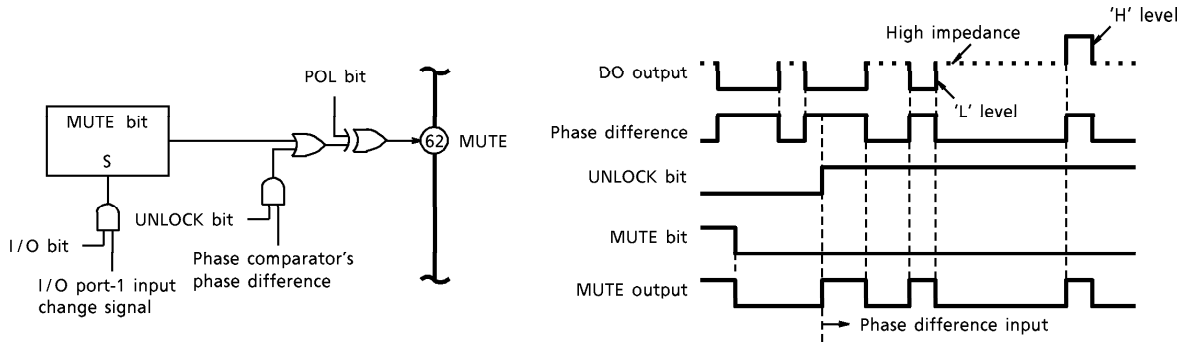 POL bit
MUTE bit
S
62
MUTE
UNLOCK bit
I/O bit
Phase comparator's
phase difference
I/O port-1 input
change signal
'H' level
High impedance
DO output
'L' level
Phase difference
UNLOCK bit
MUTE bit
MUTE output
Phase difference input